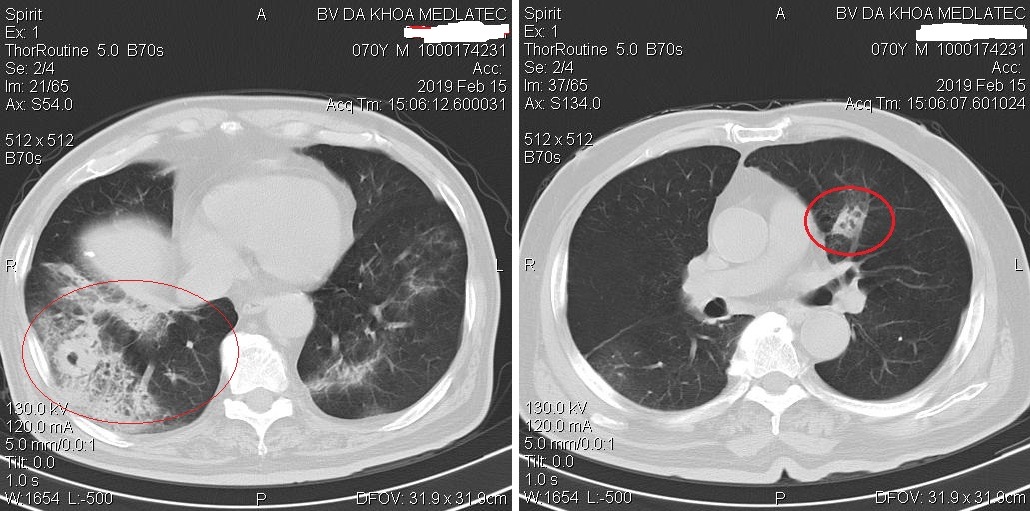 Spirit
A
BV DA KHOA MEDLATEC
Ex: 1
ThorRoutine 5.0 B70s
070Y M 1000174231
Se: 2/4
Acc:
Im: 21/65
2019 Feb 15
Ax: S54.0
Acq Tm: 15:06:12.600031
512 x 512
B70s
R
L
130.0 kV
120.0 mA
5.0 mm/0.0:1
Tilt: 0.0
1.0 s
W:1654 L:-500
P
DFOV: 31.9 x 31.9cm
Spirit
A
BV DA KHOA MEDLATEC
Ex: 1
ThorRoutine 5.0 B70s
070Y M 1000174231
Se: 2/4
Acc:
Im: 37/65
2019 Feb 15
Ax: S134.0
Acq Tm: 15:06:07.601024
512 x 512
B70s
R
L
130.0 kV
120.0 mA
5.0 mm/0.0:1
Tilt: 0.0
1.0 s
W:1654 L:-500
P
DFOV: 31.9 x 31.9cm